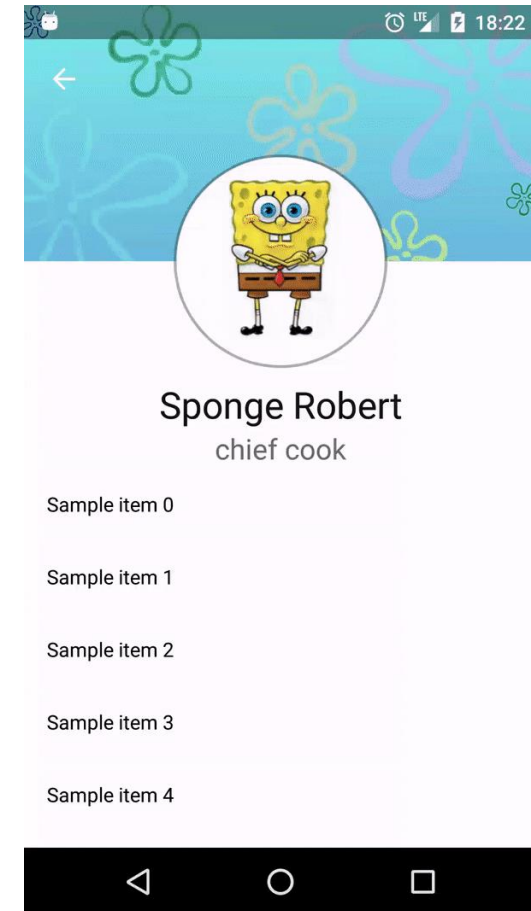 LTE 18:22
Sponge Robert
chief cook
Sample item 0
Sample item 1
Sample item 2
Sample item 3
Sample item 4